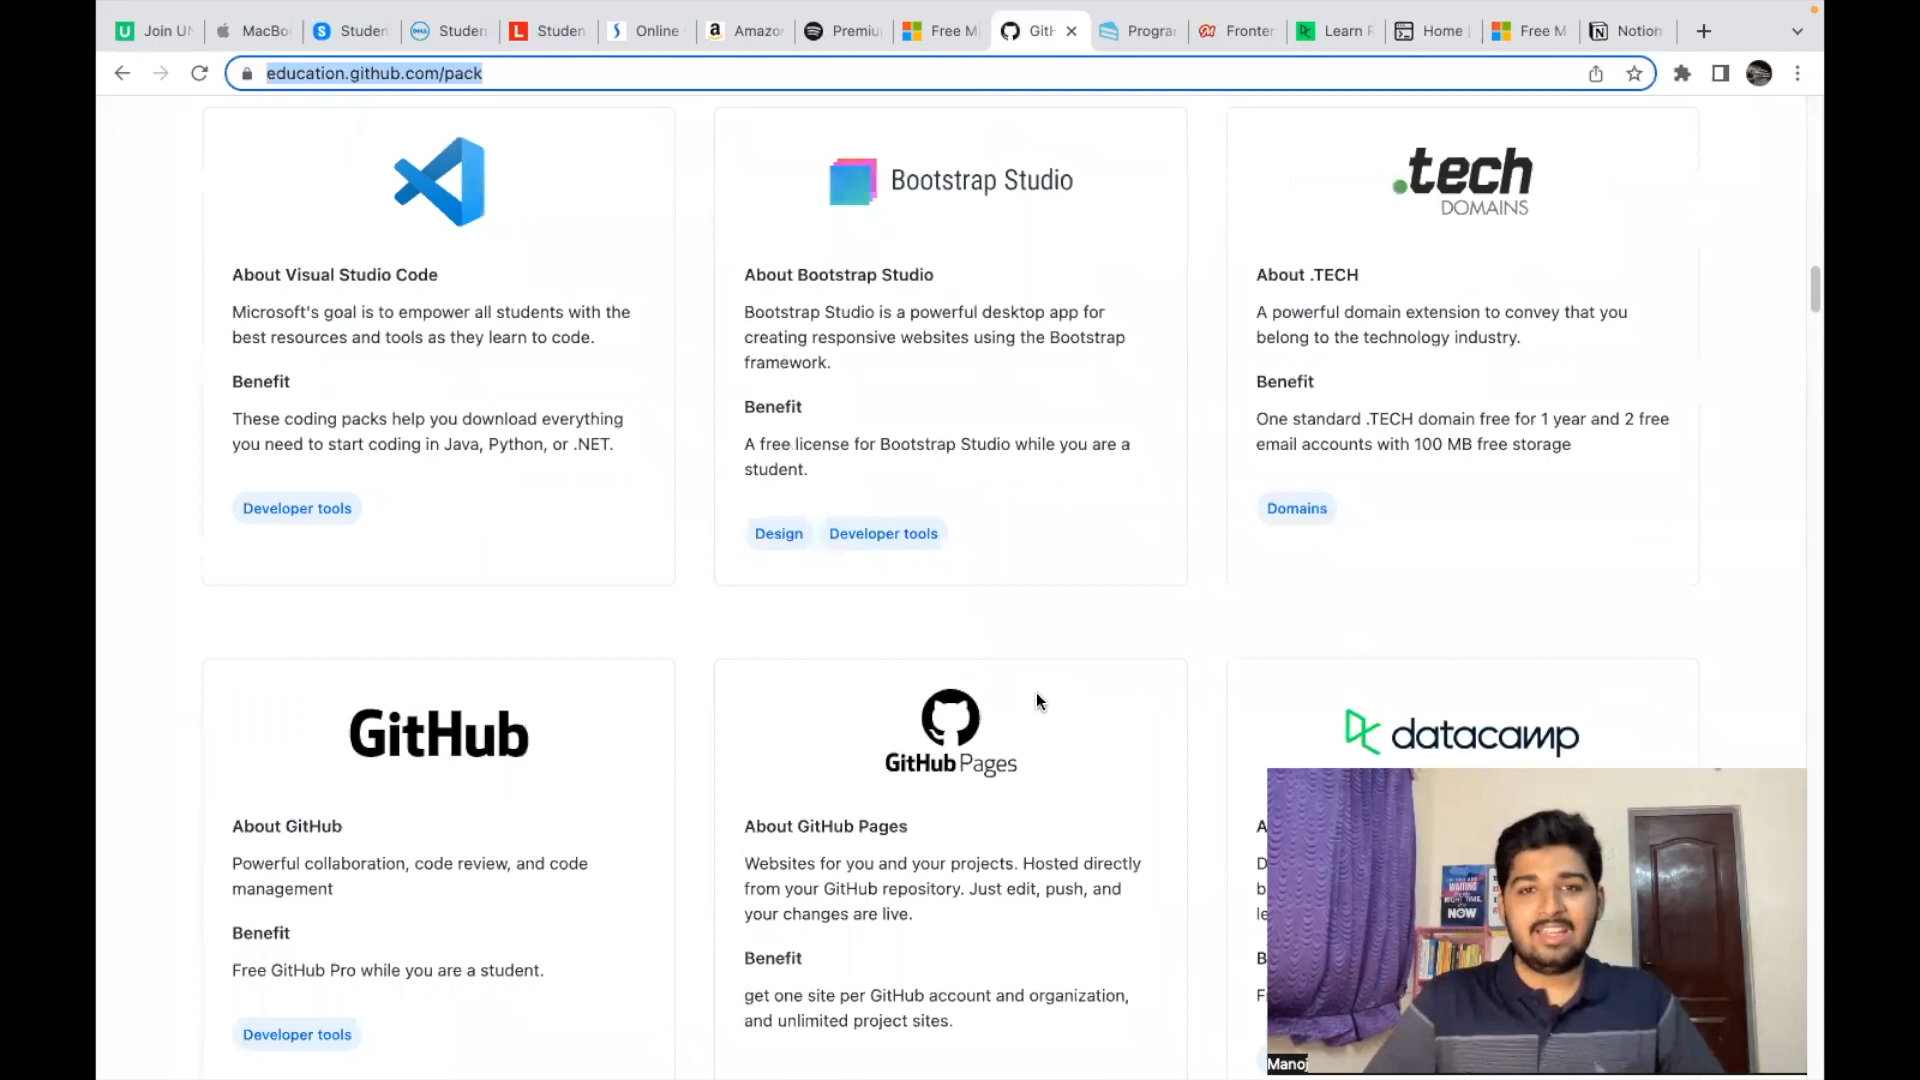 Join UN
MacBo
Studen
Studen
Studen
Online
Amazon
Premiu
Free M
GitH
Progra
Fronter
Learn R
Home
Free M
Notion
education.github.com/pack
Bootstrap Studio
.tech
DOMAINS
About Visual Studio Code
Microsoft's goal is to empower all students with the
best resources and tools as they learn to code.
Benefit
These coding packs help you download everything
you need to start coding in Java, Python, or .NET.
Developer tools
About Bootstrap Studio
Bootstrap Studio is a powerful desktop app for
creating responsive websites using the Bootstrap
framework.
Benefit
A free license for Bootstrap Studio while you are a
student.
Design Developer tools
About .TECH
A powerful domain extension to convey that you
belong to the technology industry.
Benefit
One standard .TECH domain free for 1 year and 2 free
email accounts with 100 MB free storage
Domains
GitHub
About GitHub
Powerful collaboration, code review, and code
management
Benefit
Free GitHub Pro while you are a student.
Developer tools
GitHub Pages
About GitHub Pages
Websites for you and your projects. Hosted directly
from your GitHub repository. Just edit, push, and
your changes are live.
Benefit
get one site per GitHub account and organization,
and unlimited project sites.
datacamp
WAITING
RIGHT TIME,
NOW
Manoj